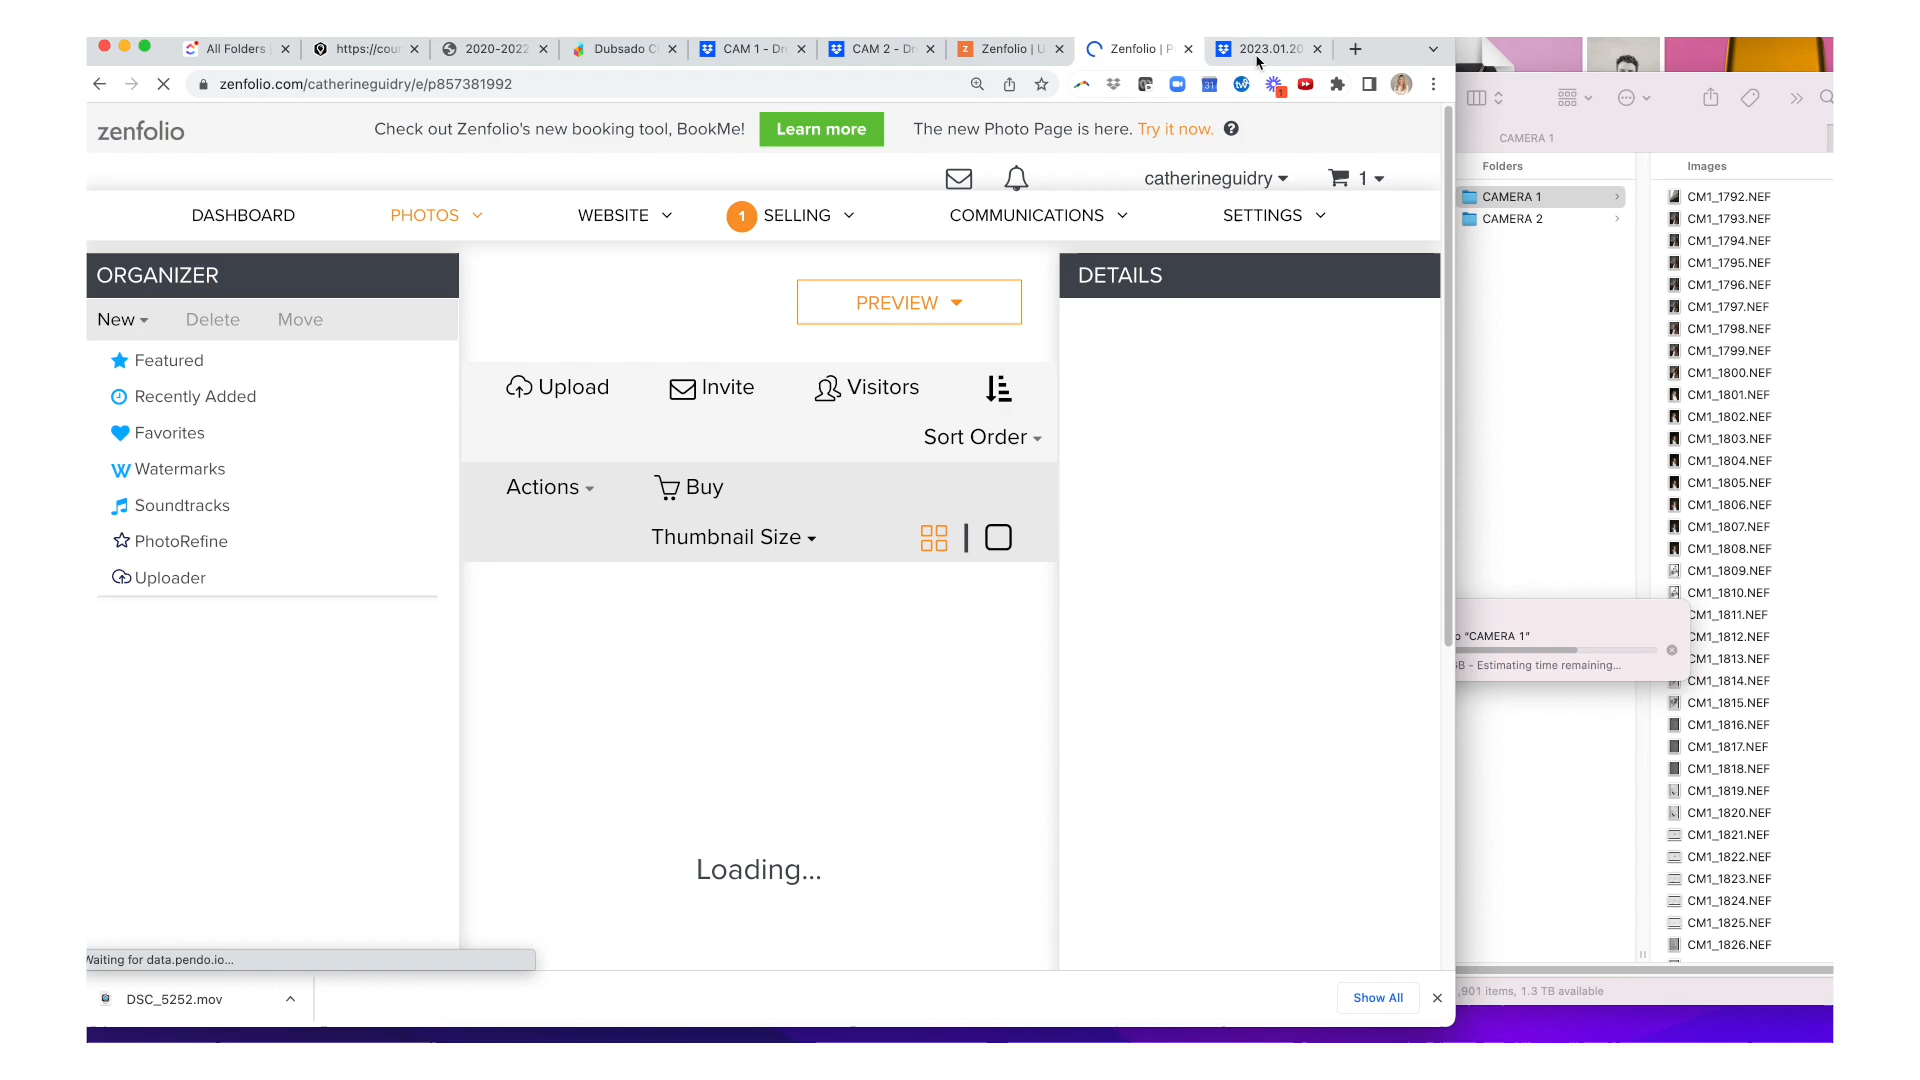 All Folders
https://cour
2020-2022
Dubsado Cl
CAM 1 - Dr
CAM 2 - Dr
Zenfolio | U
Zenfolio | P
2023.01.20
zenfolio.com/catherineguidry/e/p857381992
31
1
zenfolio
Check out Zenfolio's new booking tool, BookMe!
Learn more
The new Photo Page is here. Try it now.
catherineguidry
1
DASHBOARD
PHOTOS
WEBSITE
1 SELLING
COMMUNICATIONS
SETTINGS
ORGANIZER
New
Delete
Move
Featured
Recently Added
Favorites
Watermarks
Soundtracks
PhotoRefine
Uploader
PREVIEW
Upload
Invite
Visitors
Sort Order
Actions
Buy
Thumbnail Size
Loading...
DETAILS
Waiting for data.pendo.io...
DSC_5252.mov
Show All
CAMERA 1
Folders
CAMERA 1
CAMERA 2
Images
CM1_1792.NEF
CM1_1793.NEF
CM1_1794.NEF
CM1_1795.NEF
CM1_1796.NEF
CM1_1797.NEF
CM1_1798.NEF
CM1_1799.NEF
CM1_1800.NEF
CM1_1801.NEF
CM1_1802.NEF
CM1_1803.NEF
CM1_1804.NEF
CM1_1805.NEF
CM1_1806.NEF
CM1_1807.NEF
CM1_1808.NEF
CM1_1809.NEF
CM1_1810.NEF
CM1_1811.NEF
CM1_1812.NEF
CM1_1813.NEF
CM1_1814.NEF
CM1_1815.NEF
CM1_1816.NEF
CM1_1817.NEF
CM1_1818.NEF
CM1_1819.NEF
CM1_1820.NEF
CM1_1821.NEF
CM1_1822.NEF
CM1_1823.NEF
CM1_1824.NEF
CM1_1825.NEF
CM1_1826.NEF
o "CAMERA 1"
GB - Estimating time remaining...
,901 items, 1.3 TB available